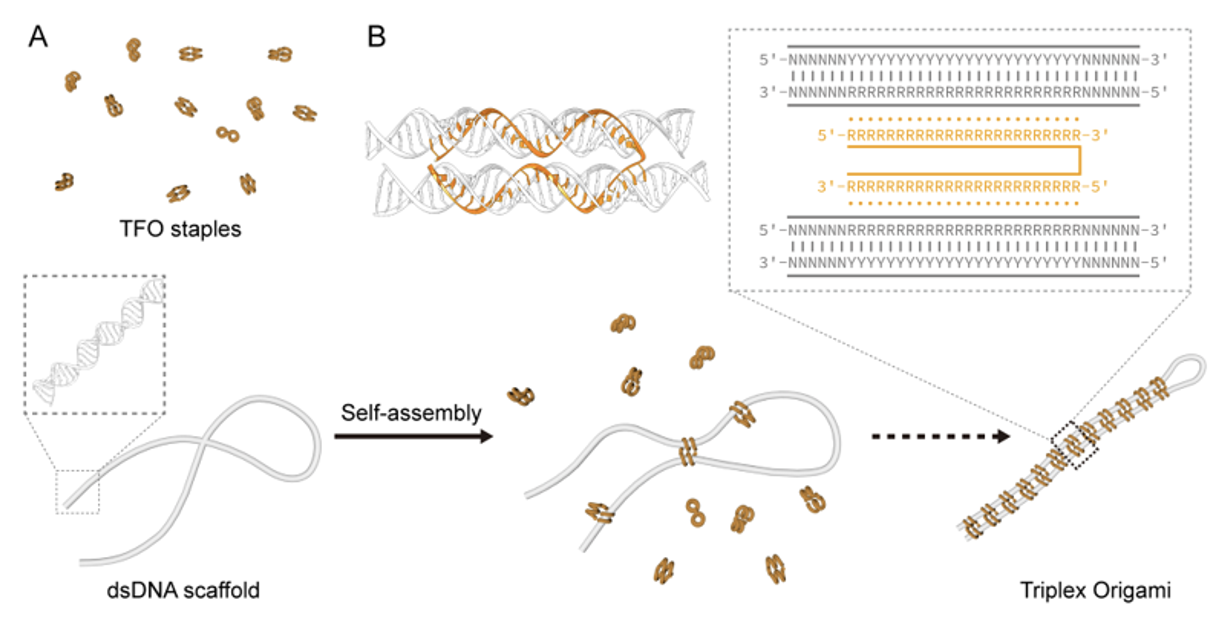 A
B
TFO staples
5'-NNNNNNYYYYYYYYYYYYYYYYYYYYYYYYNNNNNN-3'
3'-NNNNNNRRRRRRRRRRRRRRRRRRRRRRRRNNNNNN-5'
5'-RRRRRRRRRRRRRRRRRRRRRRRR-3'
3'-RRRRRRRRRRRRRRRRRRRRRRRR-5'
5'-NNNNNNRRRRRRRRRRRRRRRRRRRRRRRRNNNNNN-3'
3'-NNNNNNYYYYYYYYYYYYYYYYYYYYYYYYNNNNNN-5'
Self-assembly
dsDNA scaffold
Triplex Origami